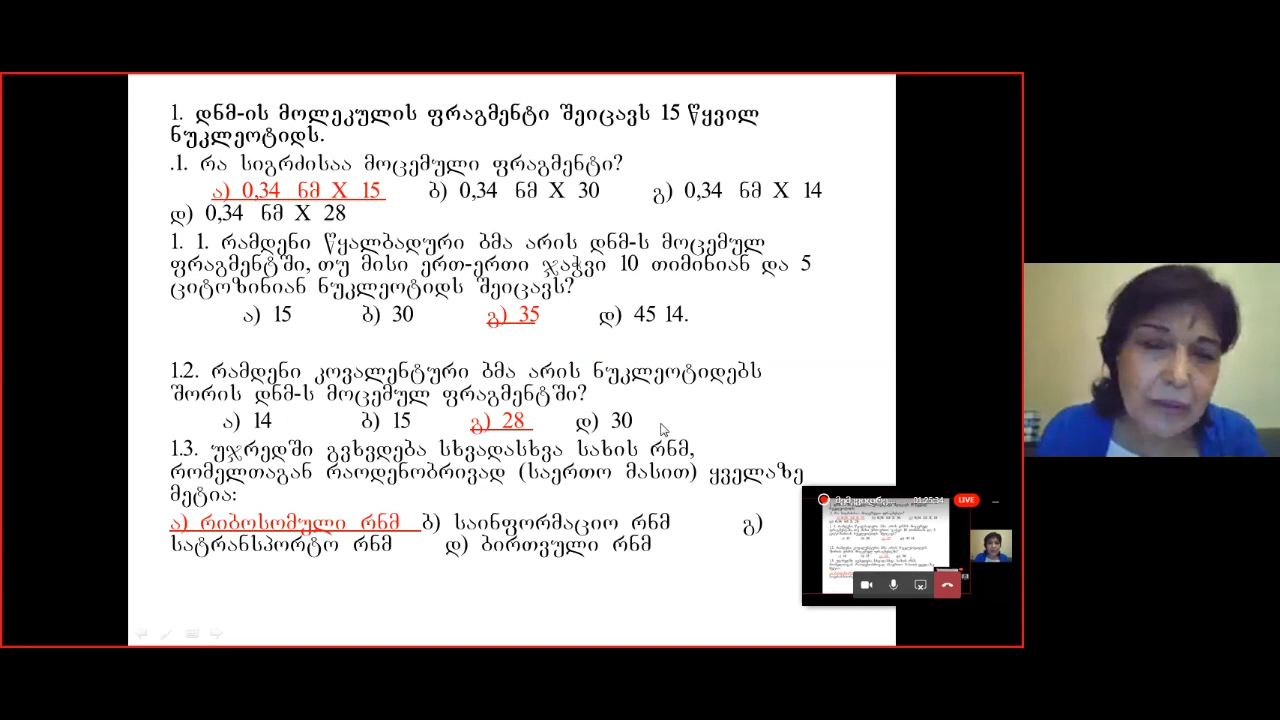 1. დნმ-ის მოლეკულის ფრაგმენტი შეიცავს 15 წყვილ
ნუკლეოტიდს.
.1. რა სიგრძისაა მოცემული ფრაგმენტი?
ა) 0,34 ნმ X 15 ბ) 0,34 ნმ X 30 გ) 0,34 ნმ X 14
დ) 0,34 ნმ X 28
1. 1. რამდენი წყალბადური ბმა არის დნმ-ს მოცემულ
ფრაგმენტში, თუ მისი ერთ-ერთი ჯაჭვი 10 თიმინიან და 5
ციტოზინიან ნუკლეოტიდს შეიცავს?
ა) 15 ბ) 30 გ) 35 დ) 45 14.
1.2. რამდენი კოვალენტური ბმა არის ნუკლეოტიდებს
შორის დნმ-ს მოცემულ ფრაგმენტში?
ა) 14 ბ) 15 გ) 28 დ) 30
1.3. უჯრედში გვხვდება სხვადასხვა სახის რნმ,
რომელთაგან რაოდენობრივად (საერთო მასით) ყველაზე
მეტია:
ა) რიბოსომული რნმ ბ) საინფორმაციო რნმ გ)
სატრანსპორტო რნმ დ) ბირთვული რნმ
01:25:34 LIVE